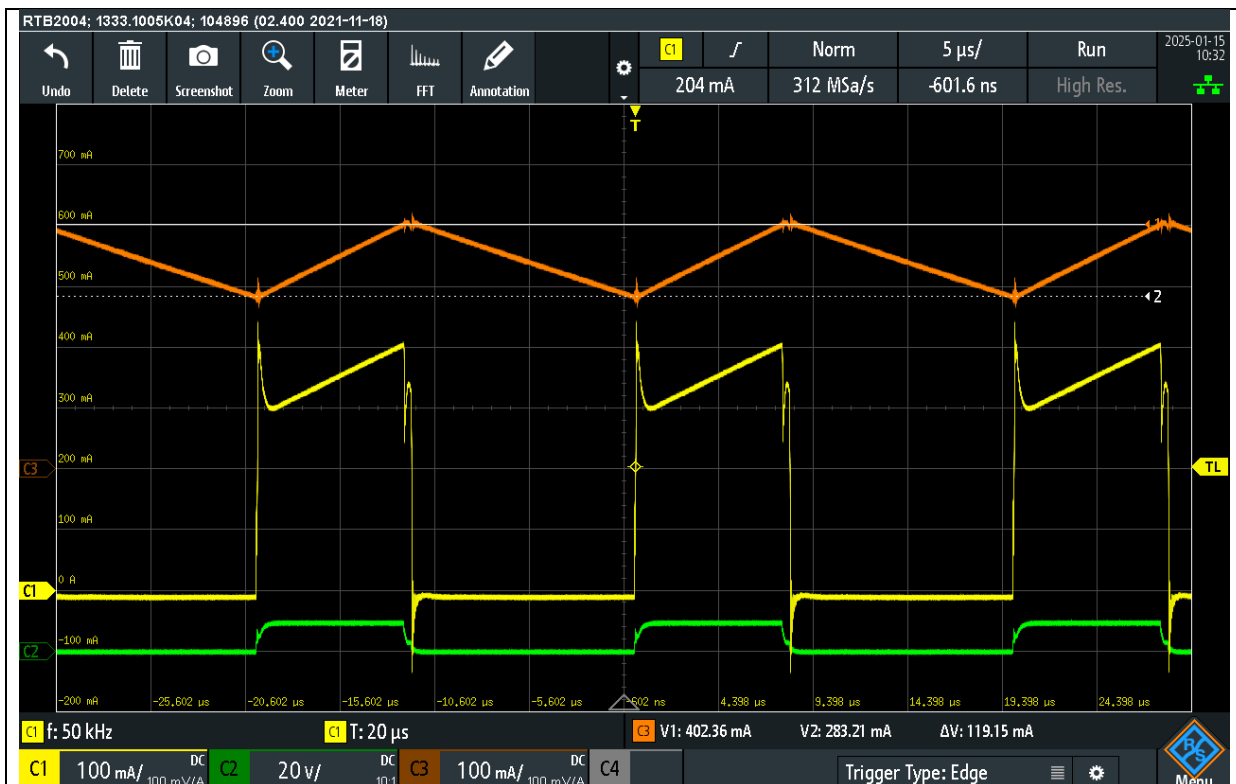 RTB2004; 1333.1005K04; 104896 (02.400 2021-11-18)
Undo Delete Screenshot Zoom Meter FFT Annotation
C1 Norm 5 µs/ Run
204 mA 312 MSa/s -601.6 ns High Res.
2025-01-15
10:32
T
700 mA
600 mA
1
500 mA
2
400 mA
300 mA
C3 200 mA
TL
100 mA
0 A
C1
-100 mA
C2
-200 mA -25,602 µs -20,602 µs -15,602 µs -10,602 µs -5,602 µs -602 ns 4,398 µs 9,398 µs 14,398 µs 19,398 µs 24,398 µs
C1 f: 50 kHz C1 T: 20 µs C3 V1: 402.36 mA V2: 283.21 mA ΔV: 119.15 mA
C1 100 mA/ DC 100 mV/A C2 20 V/ DC 10:1 C3 100 mA/ DC 100 mV/A C4 Trigger Type: Edge
R S
Menu